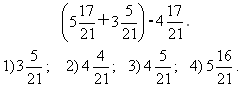 (5 17/21 + 3 5/21) - 4 17/21.
1) 3 5/21; 2) 4 4/21; 3) 4 5/21; 4) 5 16/21.